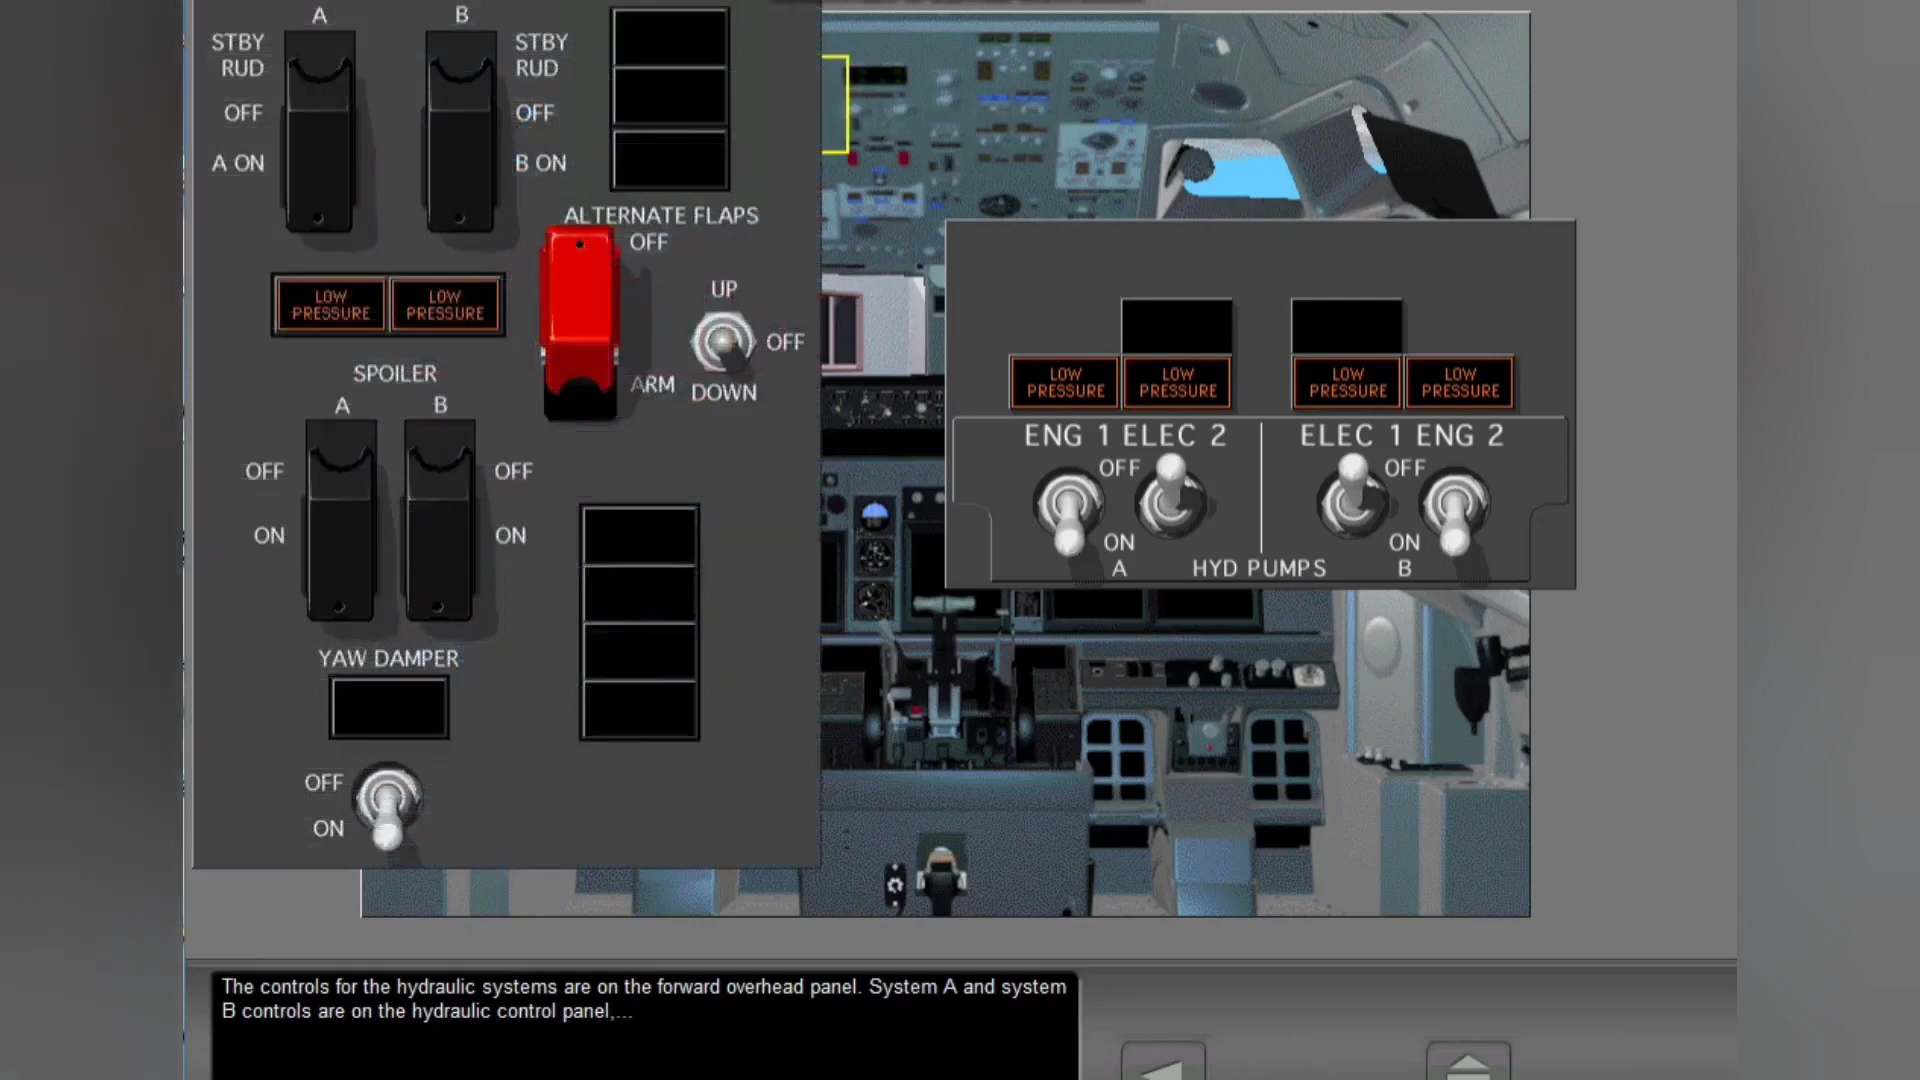 A
B
STBY
RUD
STBY
RUD
OFF
OFF
A ON
B ON
ALTERNATE FLAPS
OFF
LOW
PRESSURE
LOW
PRESSURE
UP
OFF
ARM
DOWN
SPOILER
A
B
OFF
OFF
ON
ON
YAW DAMPER
OFF
ON
LOW
PRESSURE
LOW
PRESSURE
LOW
PRESSURE
LOW
PRESSURE
ENG 1 ELEC 2
ELEC 1 ENG 2
OFF
OFF
ON
ON
A
HYD PUMPS
B
The controls for the hydraulic systems are on the forward overhead panel. System A and system
B controls are on the hydraulic control panel,...